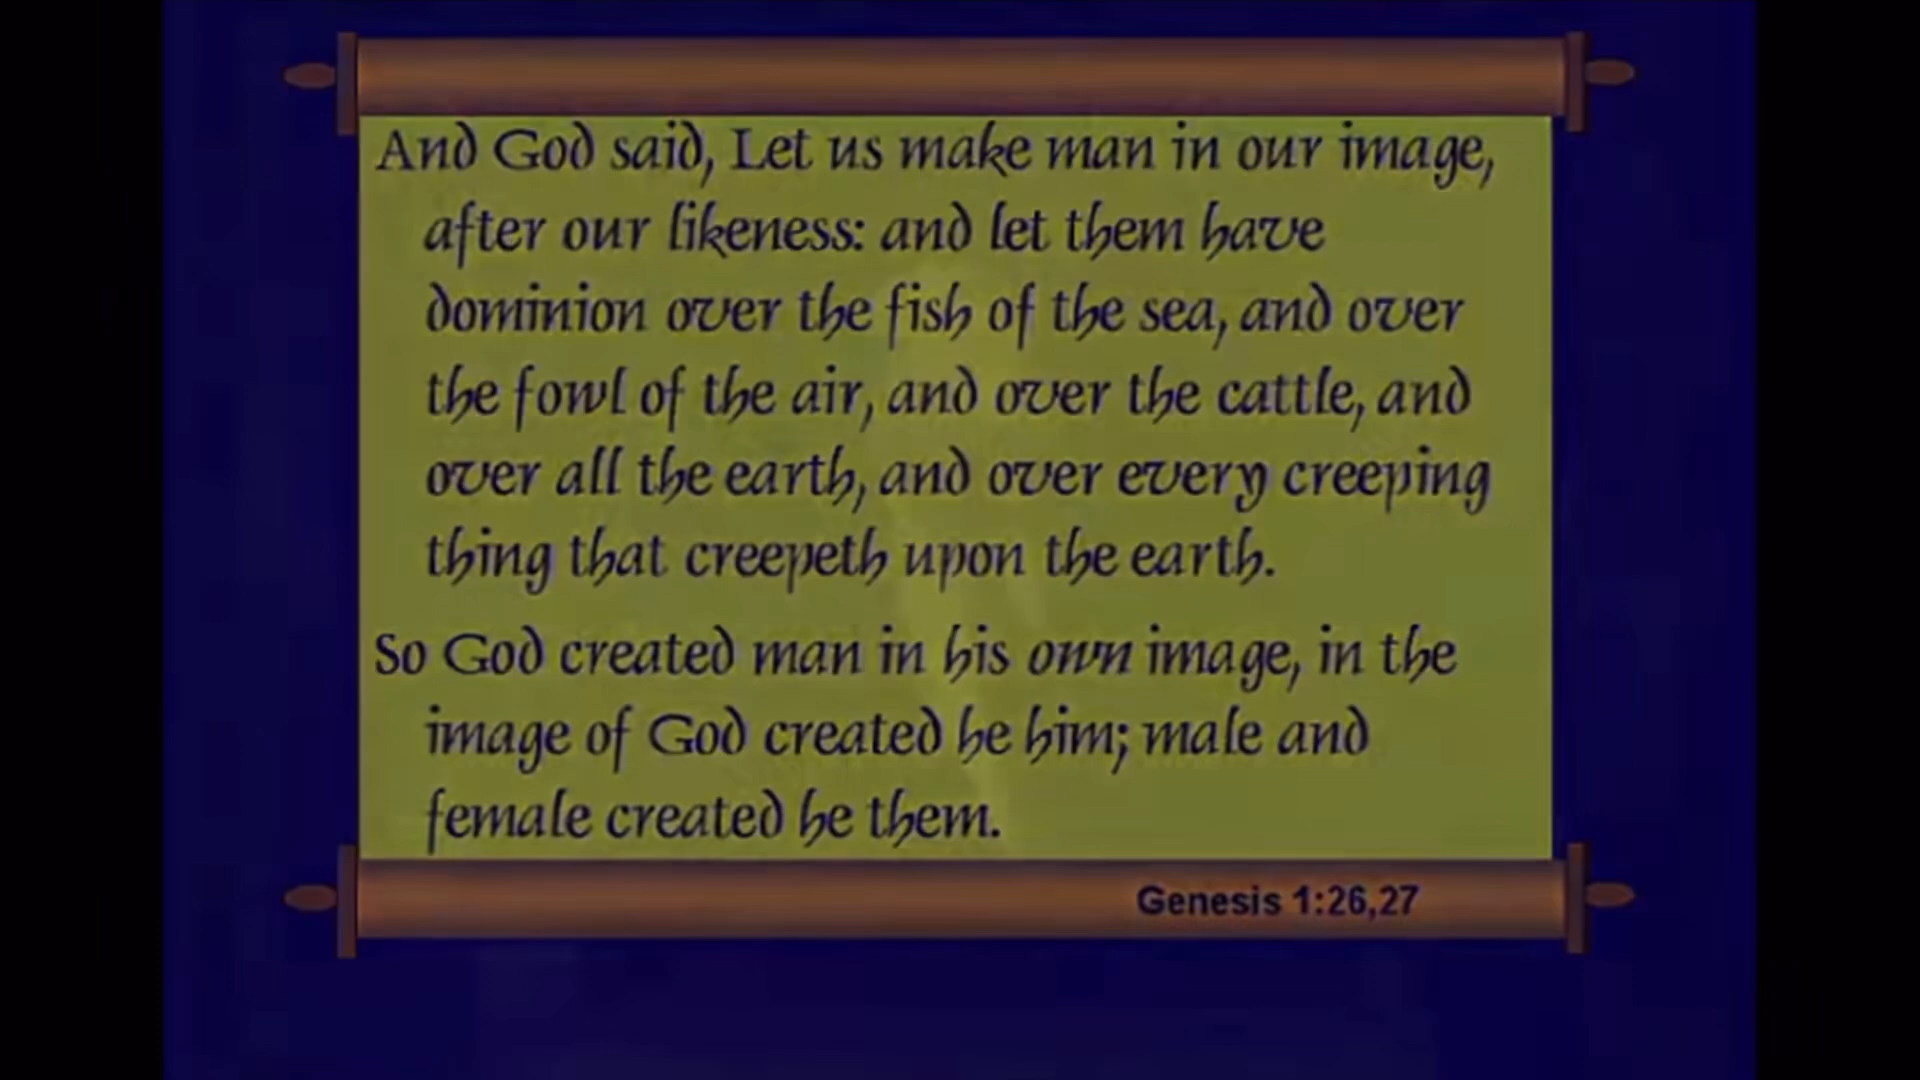 And God said, Let us make man in our image,
after our likeness: and let them have
dominion over the fish of the sea, and over
the fowl of the air, and over the cattle, and
over all the earth, and over every creeping
thing that creepeth upon the earth.
So God created man in his own image, in the
image of God created he him; male and
female created he them.
Genesis 1:26,27